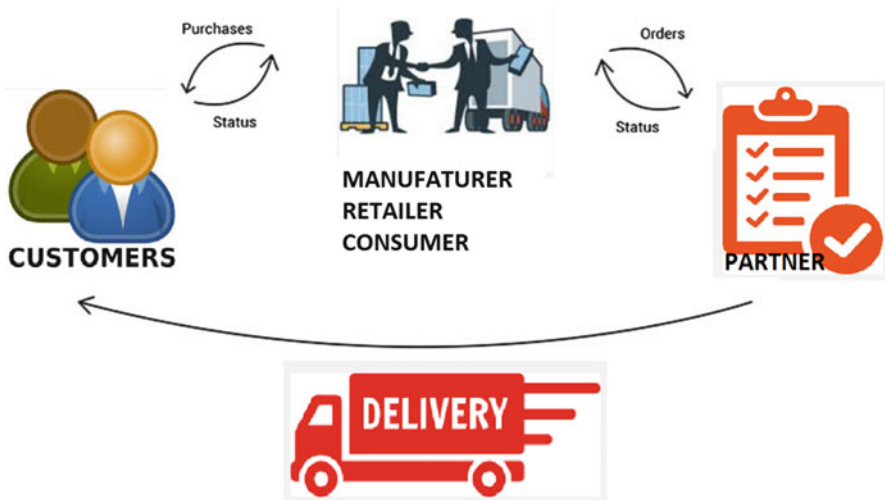 Purchases
Status
Orders
Status
CUSTOMERS
MANUFATURER
RETAILER
CONSUMER
PARTNER
DELIVERY